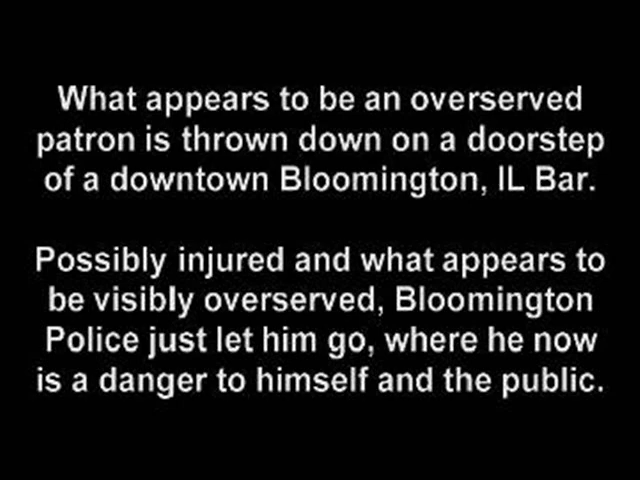 What appears to be an overserved
patron is thrown down on a doorstep
of a downtown Bloomington, IL Bar.
Possibly injured and what appears to
be visibly overserved, Bloomington
Police just let him go, where he now
is a danger to himself and the public.